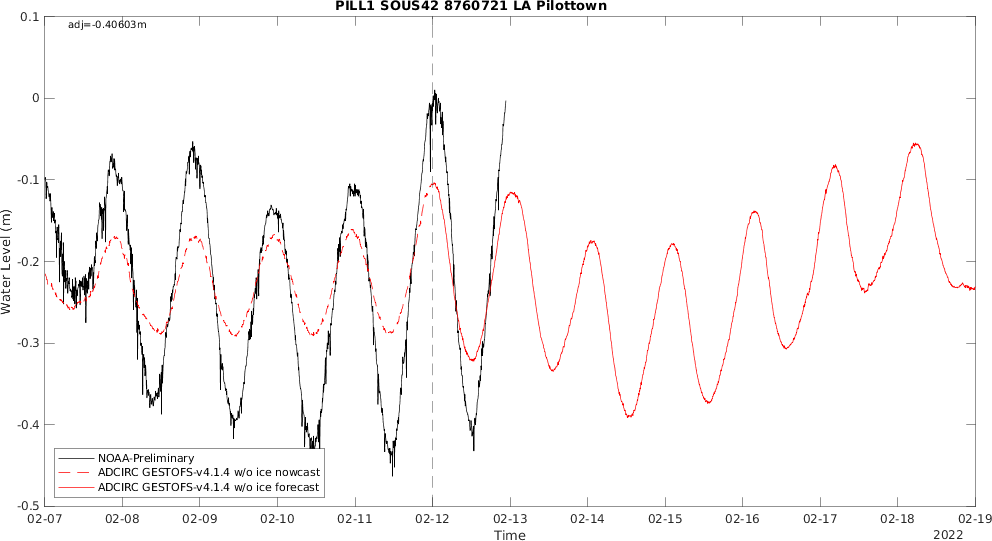 PILL1 SOUS42 8760721 LA Pilottown
adj=-0.40603m
0.1
0
-0.1
-0.2
-0.3
-0.4
-0.5
Water Level (m)
NOAA-Preliminary
ADCIRC GESTOFS-v4.1.4 w/o ice nowcast
ADCIRC GESTOFS-v4.1.4 w/o ice forecast
02-07 02-08 02-09 02-10 02-11 02-12 02-13 02-14 02-15 02-16 02-17 02-18 02-19
Time
2022